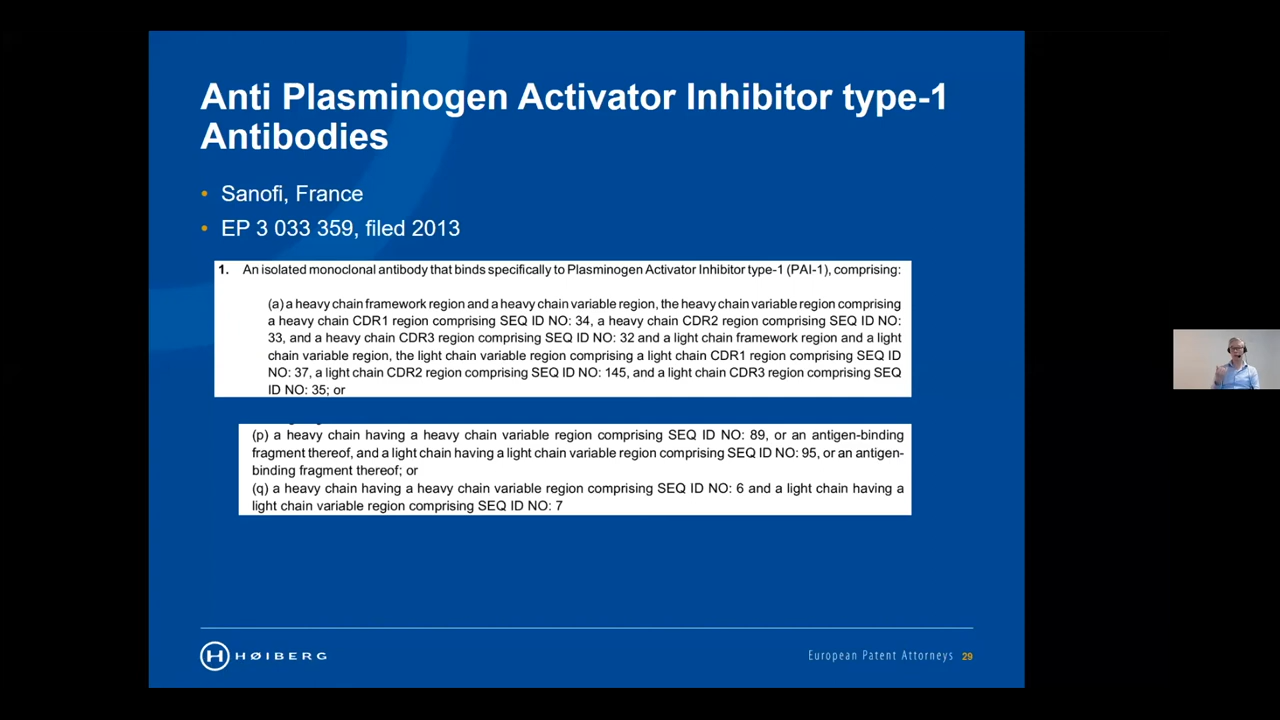 Anti Plasminogen Activator Inhibitor type-1
Antibodies
• Sanofi, France
• EP 3 033 359, filed 2013
1. An isolated monoclonal antibody that binds specifically to Plasminogen Activator Inhibitor type-1 (PAI-1), comprising:
(a) a heavy chain framework region and a heavy chain variable region, the heavy chain variable region comprising
a heavy chain CDR1 region comprising SEQ ID NO: 34, a heavy chain CDR2 region comprising SEQ ID NO:
33, and a heavy chain CDR3 region comprising SEQ ID NO: 32 and a light chain framework region and a light
chain variable region, the light chain variable region comprising a light chain CDR1 region comprising SEQ ID
NO: 37, a light chain CDR2 region comprising SEQ ID NO: 145, and a light chain CDR3 region comprising SEQ
ID NO: 35; or
(p) a heavy chain having a heavy chain variable region comprising SEQ ID NO: 89, or an antigen-binding
fragment thereof, and a light chain having a light chain variable region comprising SEQ ID NO: 95, or an antigen-
binding fragment thereof; or
(q) a heavy chain having a heavy chain variable region comprising SEQ ID NO: 6 and a light chain having a
light chain variable region comprising SEQ ID NO: 7
H HØIBERG
European Patent Attorneys 29